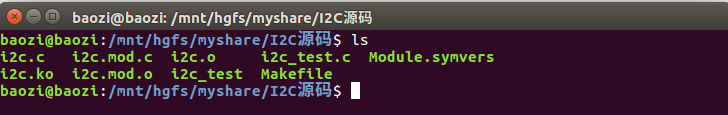 baozi@baozi: /mnt/hgfs/myshare/I2C源码
baozi@baozi:/mnt/hgfs/myshare/I2C源码$ ls
i2c.c i2c.mod.c i2c.o i2c_test.c Module.symvers
i2c.ko i2c.mod.o i2c_test Makefile
baozi@baozi:/mnt/hgfs/myshare/I2C源码$